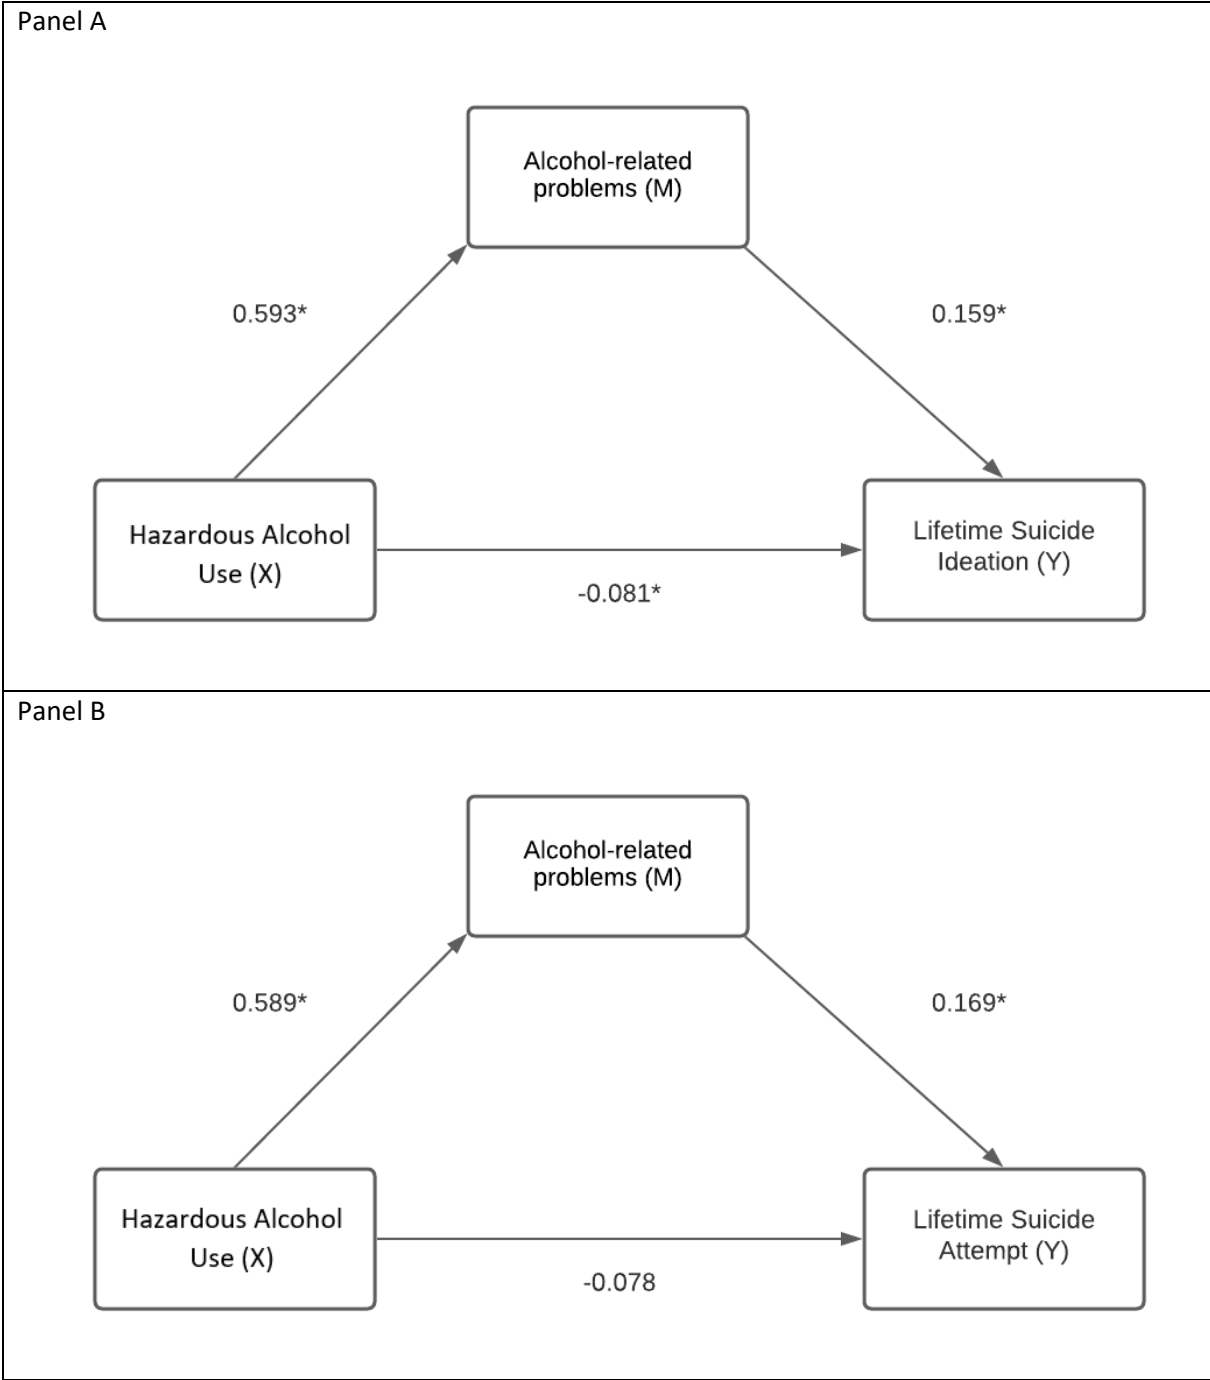 Panel A
Alcohol-related
problems (M)
0.593*
0.159*
Hazardous Alcohol
Use (X)
Lifetime Suicide
Ideation (Y)
-0.081*
Panel B
Alcohol-related
problems (M)
0.589*
0.169*
Hazardous Alcohol
Use (X)
Lifetime Suicide
Attempt (Y)
-0.078